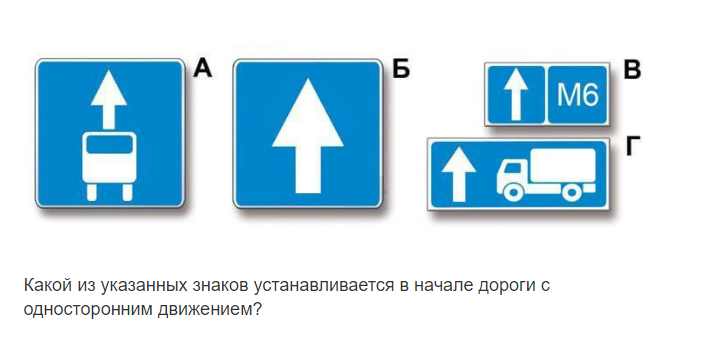 А
Б
В
М6
Г
Какой из указанных знаков устанавливается в начале дороги с
односторонним движением?